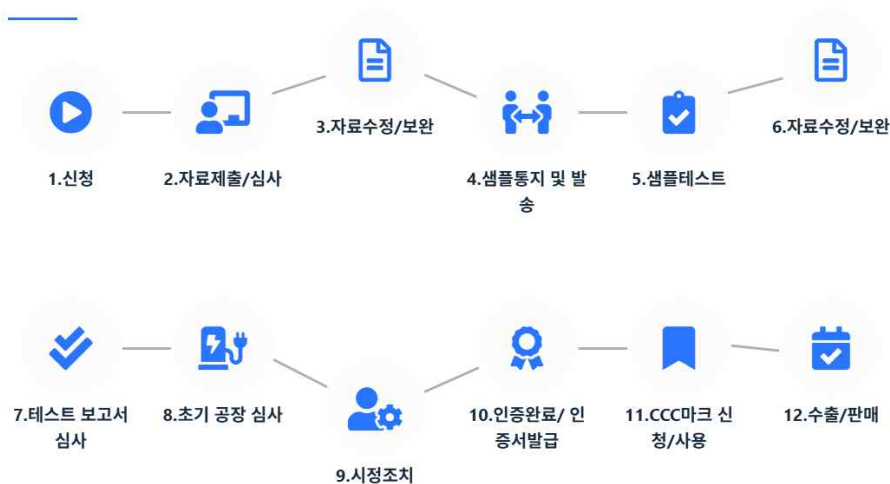 1.신청
2.자료제출/심사
3.자료수정/보완
4.샘플통지 및 발
송
5.샘플테스트
6.자료수정/보완
7.테스트 보고서
심사
8.초기 공장 심사
9.시정조치
10.인증완료/ 인
증서발급
11.CCC마크 신
청/사용
12.수출/판매